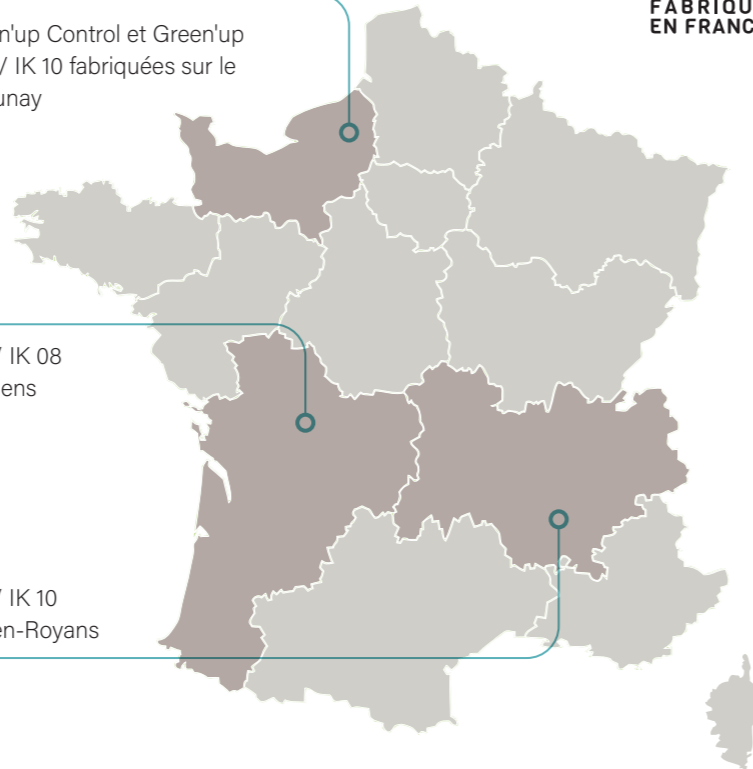 FABRIQU
EN FRANC
n'up Control et Green'up
/ IK 10 fabriquées sur le
unay
/ IK 08
ens
/ IK 10
en-Royans